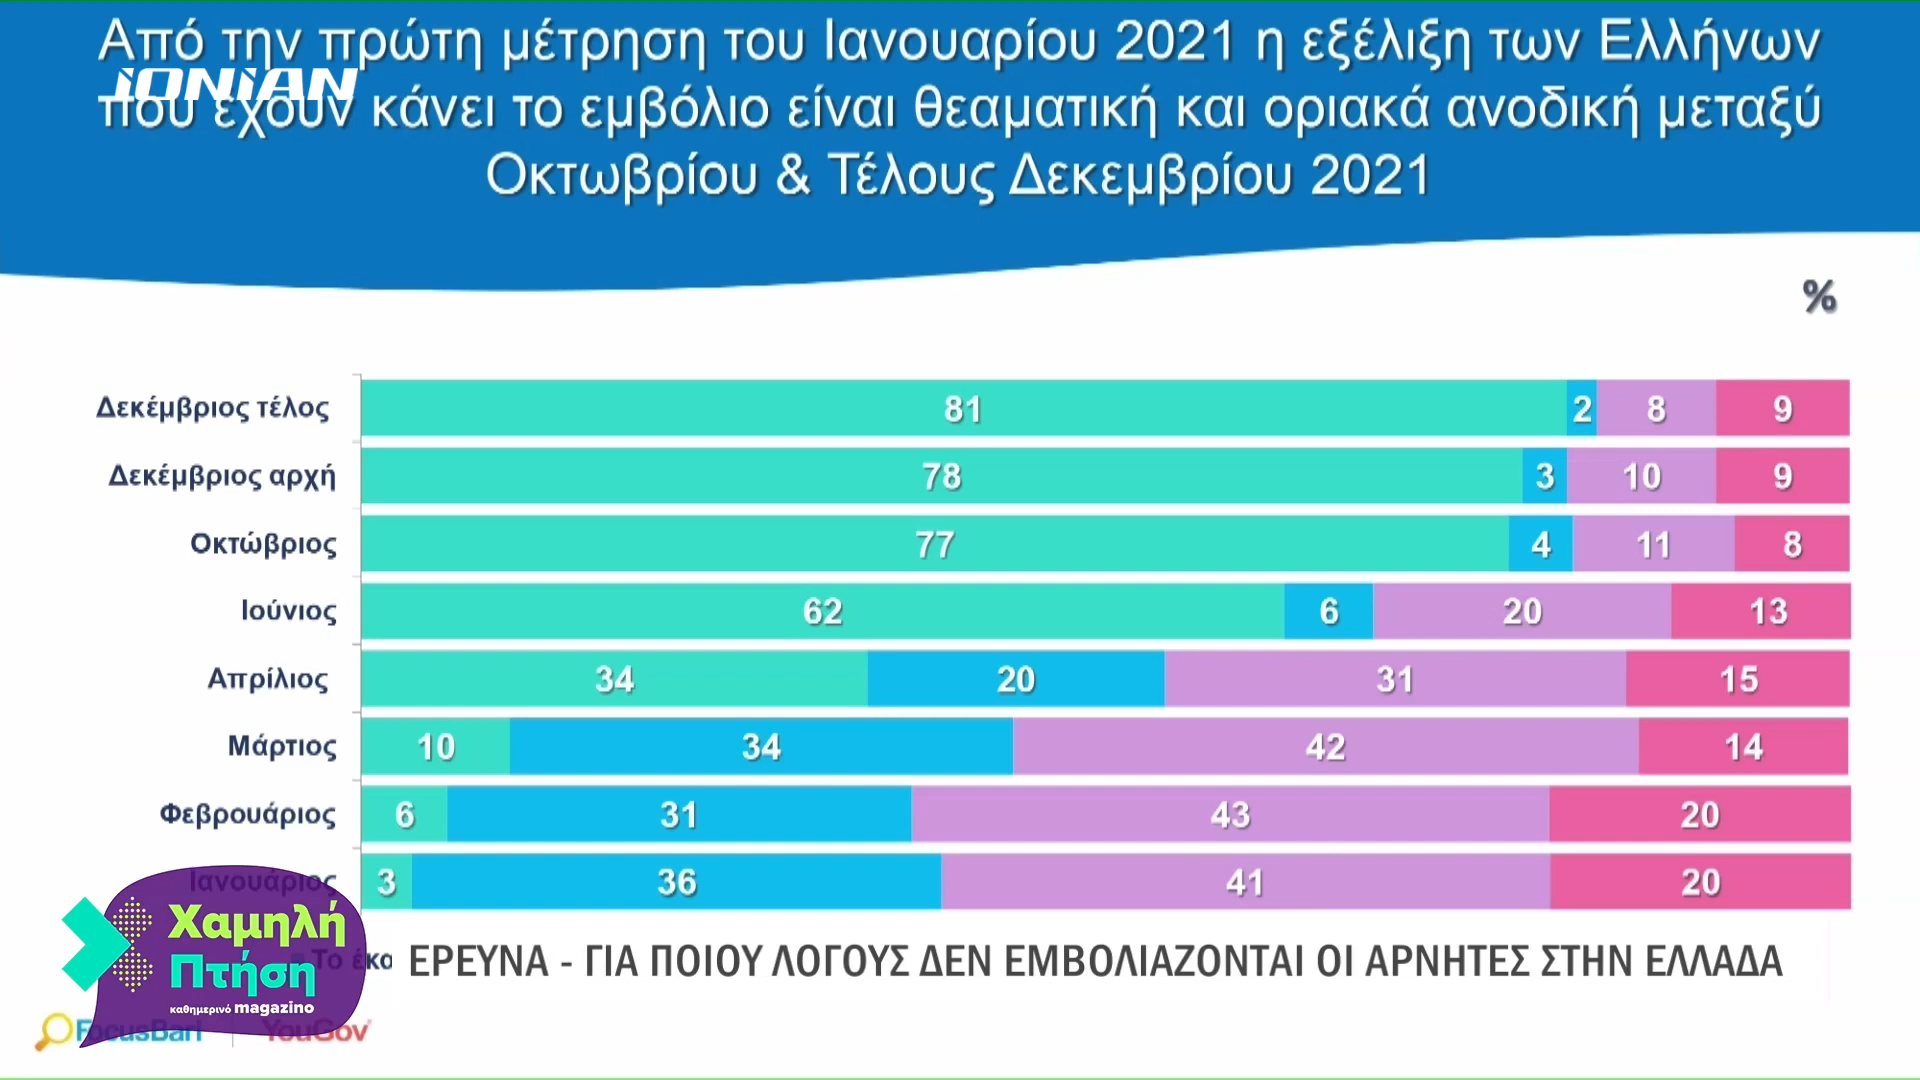 Από την πρώτη μέτρηση του Ιανουαρίου 2021 η εξέλιξη των Ελλήνων
IONIAN
που έχουν κάνει το εμβόλιο είναι θεαματική και οριακά ανοδική μεταξύ
Οκτωβρίου & Τέλους Δεκεμβρίου 2021
%
Δεκέμβριος τέλος 81 2 8 9
Δεκέμβριος αρχή 78 3 10 9
Οκτώβριος 77 4 11 8
Ιούνιος 62 6 20 13
Απρίλιος 34 20 31 15
Μάρτιος 10 34 42 14
Φεβρουάριος 6 31 43 20
Ιανουάριος 3 36 41 20
Χαμηλή
Πτήση
καθημερινό magazino
Το έκα
ΕΡΕΥΝΑ - ΓΙΑ ΠΟΙΟΥ ΛΟΓΟΥΣ ΔΕΝ ΕΜΒΟΛΙΑΖΟΝΤΑΙ ΟΙ ΑΡΝΗΤΕΣ ΣΤΗΝ ΕΛΛΑΔΑ
FocusBari YouGov